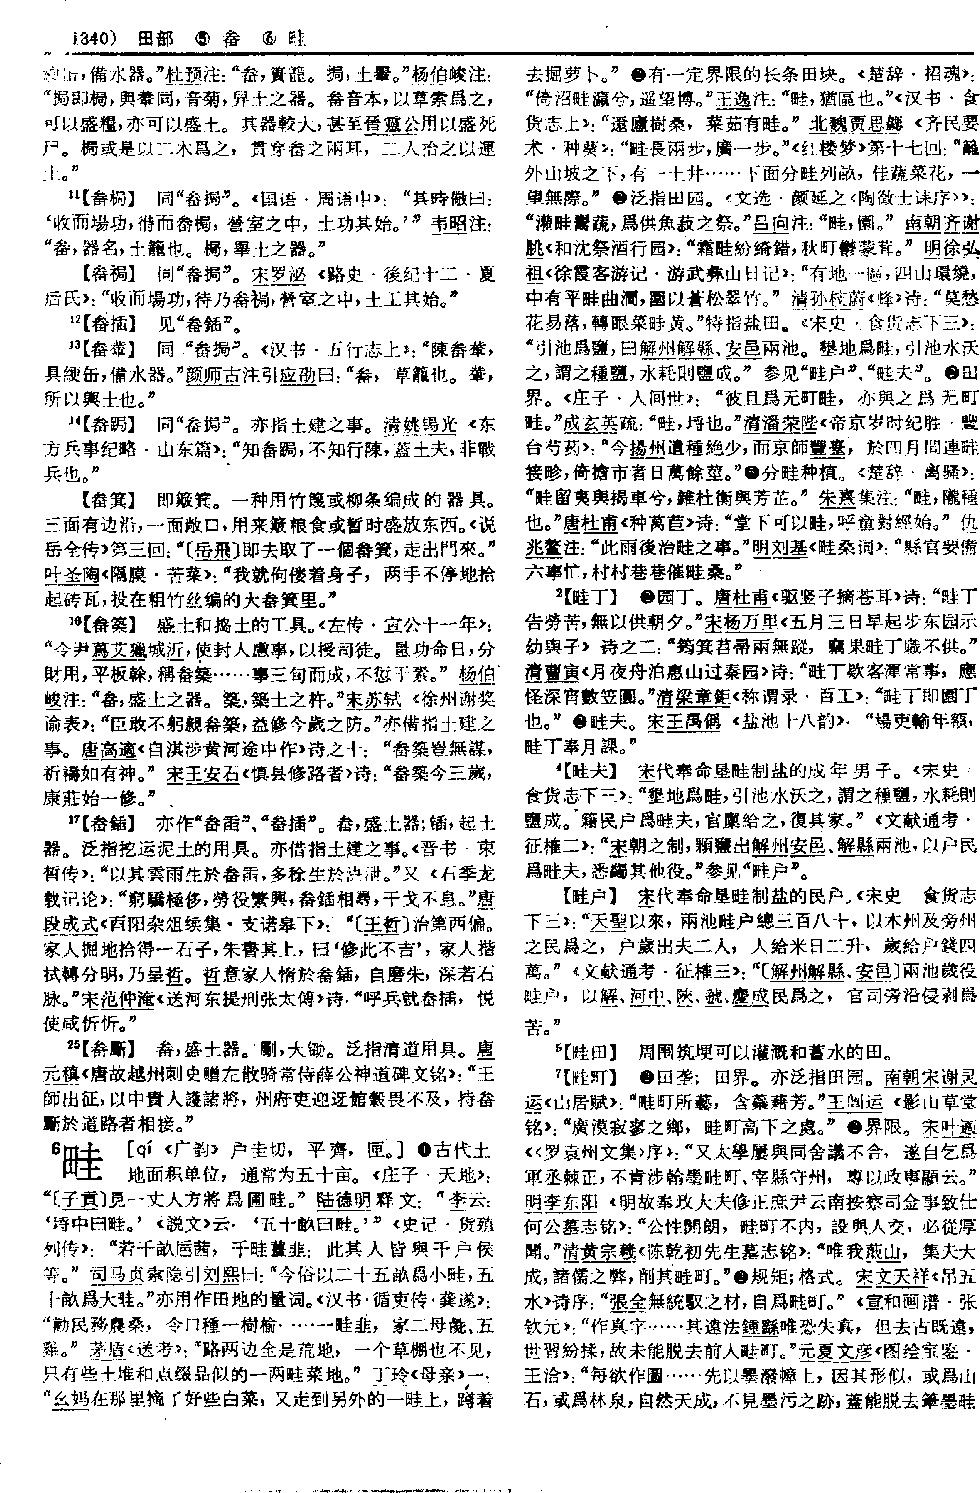 1340） 田部 ⑤ 畚 ⑥ 畦
備水器。”杜预注：“畚，簣籠。挶，土轝。”杨伯峻注：
“挶即梮，與轝同，音菊，舁土之器。畚音本，以草索爲之，
可以盛糧，亦可以盛土。其器較大，甚至晉靈公用以盛死
尸。梮或是以二木爲之，貫穿畚之兩耳，二人治之以運
土。”
11【畚梮】 同“畚挶”。《国语·周语中》：“其時儆曰：
‘收而場功，偫而畚梮，營室之中，土功其始。’”韦昭注：
“畚，器名，土籠也。梮，舉土之器。”
【畚㭌】 同“畚挶”。宋罗泌《路史·後紀十二·夏
后氏》：“收而場功，待乃畚㭌，營室之中，土工其始。”
12【畚插】 见“畚鍤”。
13【畚輂】 同“畚挶”。《汉书·五行志上》：“陳畚輂，
具綆缶，備水器。”颜师古注引应劭曰：“畚，草籠也。輂，
所以輿土也。”
14【畚跼】 同“畚挶”。亦指土建之事。清姚锡光《东
方兵事纪略·山东篇》：“知畚跼，不知行陳，蓋土夫，非戰
兵也。”
【畚箕】 即簸箕。一种用竹篾或柳条编成的器具。
三面有边沿，一面敞口，用来簸粮食或暂时盛放东西。《说
岳全传》第三回：“〔岳飛〕即去取了一個畚箕，走出門來。”
叶圣陶《隔膜·苦菜》：“我就佝偻着身子，两手不停地拾
起砖瓦，投在粗竹丝编的大畚箕里。”
16【畚築】 盛土和捣土的工具。《左传·宣公十一年》：
“令尹蔿艾獵城沂，使封人慮事，以授司徒。量功命日，分
財用，平板榦，稱畚築……事三旬而成，不愆于素。”杨伯
峻注：“畚，盛土之器。築，築土之杵。”宋苏轼《徐州谢奖
谕表》：“臣敢不躬親畚築，益修今歲之防。”亦借指土建之
事。唐高適《自淇涉黄河途中作》诗之十：“畚築豈無謀，
祈禱如有神。”宋王安石《慎县修路者》诗：“畚築今三歲，
康莊始一修。”
17【畚鍤】 亦作“畚臿”、“畚插”。畚，盛土器；锸，起土
器。泛指挖运泥土的用具。亦借指土建之事。《晋书·束
晳传》：“以其雲雨生於畚臿，多稌生於決泄。”又《石季龙
载记论》：“窮驕極侈，勞役繁興，畚鍤相尋，干戈不息。”唐
段成式《酉阳杂俎续集·支诺皋下》：“〔王哲〕治第西偏。
家人掘地拾得一石子，朱書其上，曰‘修此不吉’，家人揩
拭轉分明，乃呈哲。哲意家人惰於畚鍤，自磨朱，深若石
脉。”宋范仲淹《送河东提刑张太傅》诗：“呼兵就畚插，悦
使咸忻忻。”
25【畚斸】 畚，盛土器。斸，大锄。泛指清道用具。唐
元稹《唐故越州刺史赠左散骑常侍薛公神道碑文铭》：“王
師出征，以中貴人護諸將，州府吏迎迓館穀畏不及，持畚
斸於道路者相接。”
6畦 [qí 《广韵》户圭切，平齊，匣。]❶古代土
地面积单位，通常为五十亩。《庄子·天地》：
“〔子貢〕見一丈人方將爲圃畦。”陆德明释文：“李云：
‘埒中曰畦。’《説文》云：‘五十畝曰畦。’”《史记·货殖
列传》：“若千畝巵茜，千畦薑韭；此其人皆與千户侯
等。”司马贞索隐引刘熙曰：“今俗以二十五畝爲小畦，五
十畝爲大畦。”亦用作田地的量词。《汉书·循吏传·龚遂》：
“勸民務農桑，令口種一樹榆……一畦韭，家二母彘、五
雞。”茅盾《送考》：“路两边全是荒地，一个草棚也不见，
只有些土堆和点缀品似的一两畦菜地。”丁玲《母亲》一：
“幺妈在那里掩了好些白菜，又走到另外的一畦上，蹲着
去掘萝卜。”❷有一定界限的长条田块。《楚辞·招魂》：
“倚沼畦瀛兮，遥望博。”王逸注：“畦，猶區也。”《汉书·食
货志上》：“還廬樹桑，菜茹有畦。”北魏贾思勰《齐民要
术·种葵》：“畦長兩步，廣一步。”《红楼梦》第十七回：“籬
外山坡之下，有一土井……下面分畦列畝，佳蔬菜花，一
望無際。”❸泛指田园。《文选·颜延之〈陶徵士诔序〉》：
“灌畦鬻蔬，爲供魚菽之祭。”吕向注：“畦，園。”南朝齐谢
朓《和沈祭酒行园》：“霜畦紛綺錯，秋町鬱蒙茸。”明徐弘
祖《徐霞客游记·游武彝山日记》：“有地一區，四山環繞，
中有平畦曲澗，圍以蒼松翠竹。”清孙枝蔚《蜂》诗：“莫愁
花易落，轉眼菜畦黄。”特指盐田。《宋史·食货志下三》：
“引池爲鹽，曰解州解縣、安邑兩池。墾地爲畦，引池水沃
之，謂之種鹽，水耗則鹽成。”参见“畦户”、“畦夫”。❹田
界。《庄子·人间世》：“彼且爲无町畦，亦與之爲无町
畦。”成玄英疏：“畦，埒也。”清潘荣陛《帝京岁时纪胜·豐
台芍药》：“今揚州遺種絶少，而京師豐臺，於四月間連畦
接畛，倚擔市者日萬餘莖。”❺分畦种植。《楚辞·离骚》：
“畦留夷與揭車兮，雜杜衡與芳芷。”朱熹集注：“畦，隴種
也。”唐杜甫《种莴苣》诗：“堂下可以畦，呼童對經始。”仇
兆鳌注：“此雨後治畦之事。”明刘基《畦桑词》：“縣官要備
六事忙，村村巷巷催畦桑。”
2【畦丁】 ❶园丁。唐杜甫《驱竖子摘苍耳》诗：“畦丁
告勞苦，無以供朝夕。”宋杨万里《五月三日早起步东园示
幼舆子》诗之二：“筠箕苔帚兩無蹤，竊果畦丁職不供。”
清曹寅《月夜舟泊惠山过秦园》诗：“畦丁歇客渾常事，應
怪深宵數笠圓。”清梁章鉅《称谓录·百工》：“畦丁即園丁
也。”❷畦夫。宋王禹偁《盐池十八韵》：“場吏輸年額，
畦丁奉月課。”
4【畦夫】 宋代奉命垦畦制盐的成年男子。《宋史·
食货志下三》：“墾地爲畦，引池水沃之，謂之種鹽，水耗則
鹽成。籍民户爲畦夫，官廪給之，復其家。”《文献通考·
征榷二》：“宋朝之制，顆鹽出解州安邑、解縣兩池，以户民
爲畦夫，悉蠲其他役。”参见“畦户”。
【畦户】 宋代奉命垦畦制盐的民户。《宋史·食货志
下三》：“天聖以來，兩池畦户總三百八十，以本州及旁州
之民爲之，户歲出夫二人，人給米日二升，歲給户錢四
萬。”《文献通考·征榷三》：“〔解州解縣、安邑〕兩池歲役
畦户，以解、河中、陝、虢、慶成民爲之，官司旁沿侵剥爲
苦。”
5【畦田】 周围筑埂可以灌溉和蓄水的田。
7【畦町】 ❶田垄；田界。亦泛指田园。南朝宋谢灵
运《山居赋》：“畦町所藝，含蘂藉芳。”王闿运《影山草堂
铭》：“廣漠寂寥之鄉，畦町高下之處。”❷界限。宋叶適
《〈罗袁州文集〉序》：“又太學屢與同舍議不合，遂自乞爲
軍丞棘正，不肯涉翰墨畦町，宰縣守州，專以政事顯云。”
明李东阳《明故奉政大夫修正庶尹云南按察司佥事致仕
何公墓志铭》：“公性開朗，畦町不内，設與人交，必從厚
闊。”清黄宗羲《陈乾初先生墓志铭》：“唯我蕺山，集大大
成，諸儒之弊，削其畦町。”❸规矩；格式。宋文天祥《吊五
水》诗序：“張全無統馭之材，自爲畦町。”《宣和画谱·张
钦元》：“作真字……其遠法鍾繇唯恐失真，但去古既遠，
世習紛揉，故未能脱去前人畦町。”元夏文彦《图绘宝鉴·
王洽》：“每欲作圖……先以墨潑幛上，因其形似，或爲山
石，或爲林泉，自然天成，不見墨污之跡，蓋能脱去筆墨畦